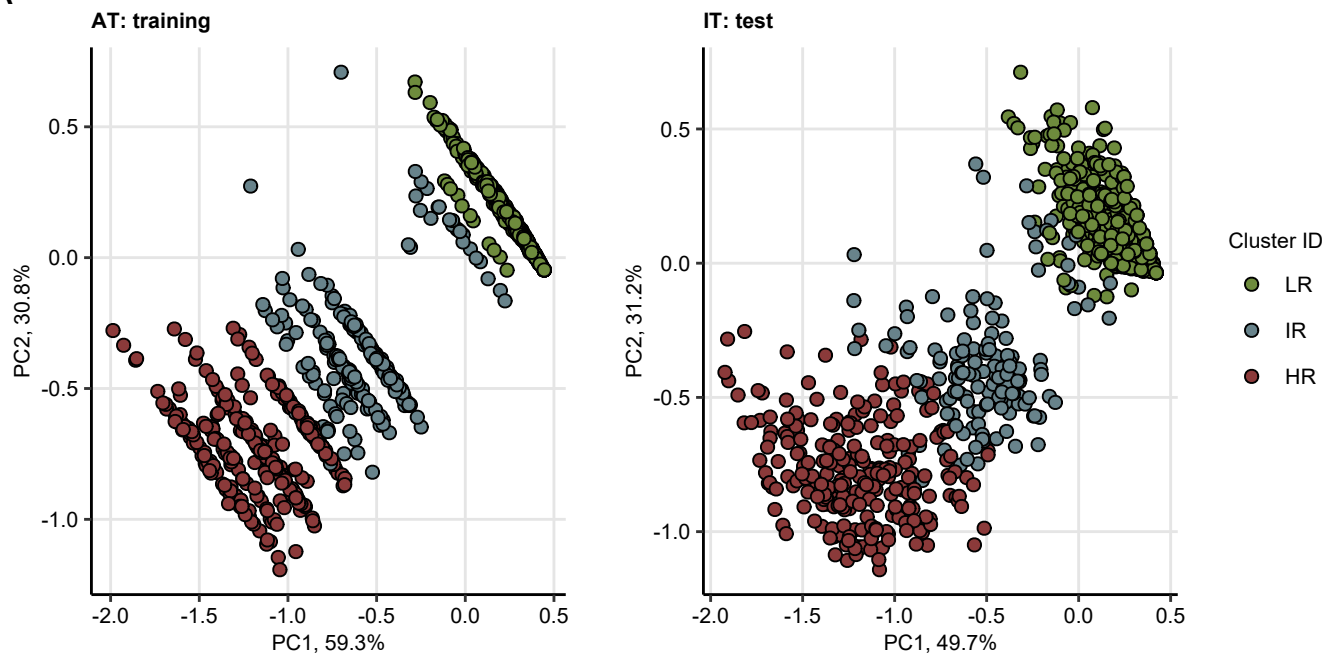 AT: training
IT: test
0.5
0.0
-0.5
-1.0
PC2, 30.8%
-2.0 -1.5 -1.0 -0.5 0.0 0.5
PC1, 59.3%
0.5
0.0
-0.5
-1.0
PC2, 31.2%
-2.0 -1.5 -1.0 -0.5 0.0 0.5
PC1, 49.7%
Cluster ID
LR
IR
HR